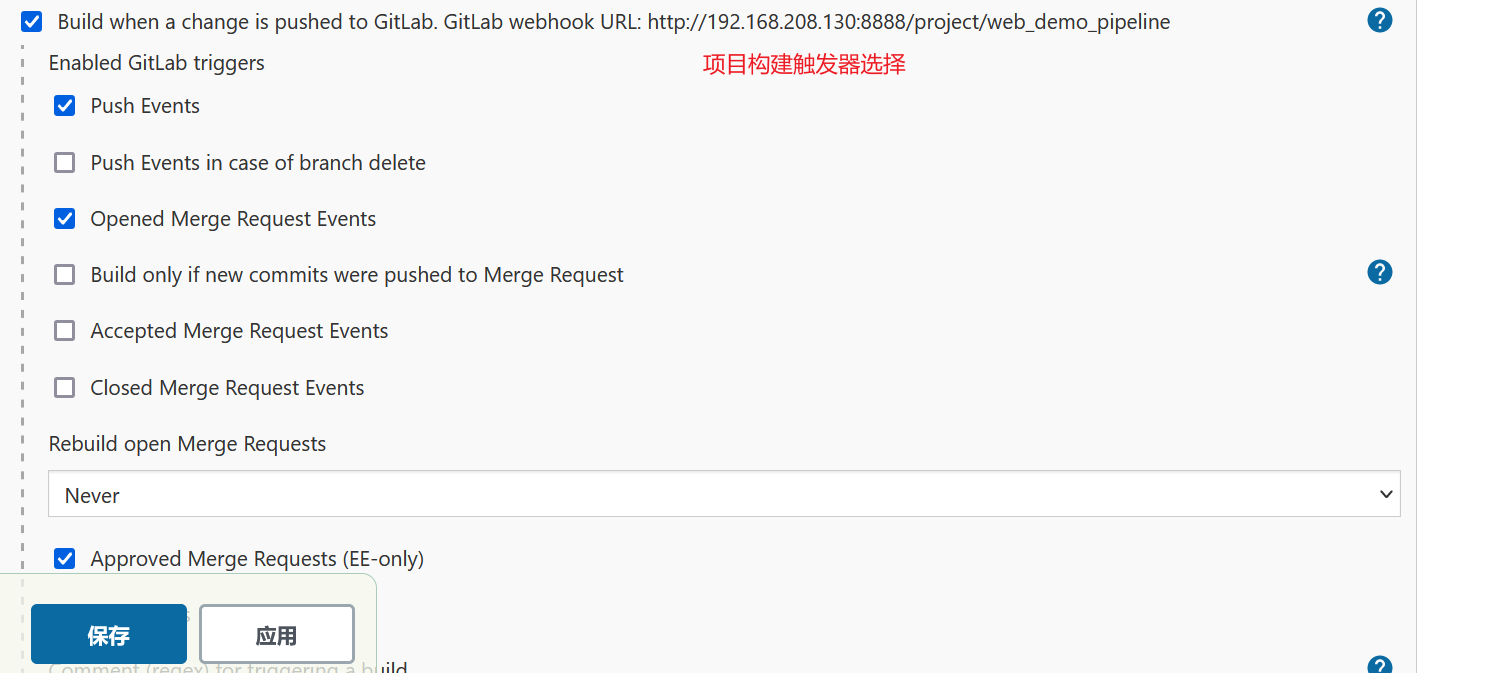 Build when a change is pushed to GitLab. GitLab webhook URL: http://192.168.208.130:8888/project/web_demo_pipeline
Enabled GitLab triggers
项目构建触发器选择
Push Events
Push Events in case of branch delete
Opened Merge Request Events
Build only if new commits were pushed to Merge Request
Accepted Merge Request Events
Closed Merge Request Events
Rebuild open Merge Requests
Never
Approved Merge Requests (EE-only)
保存
应用
Comment (regex) for triggering a build